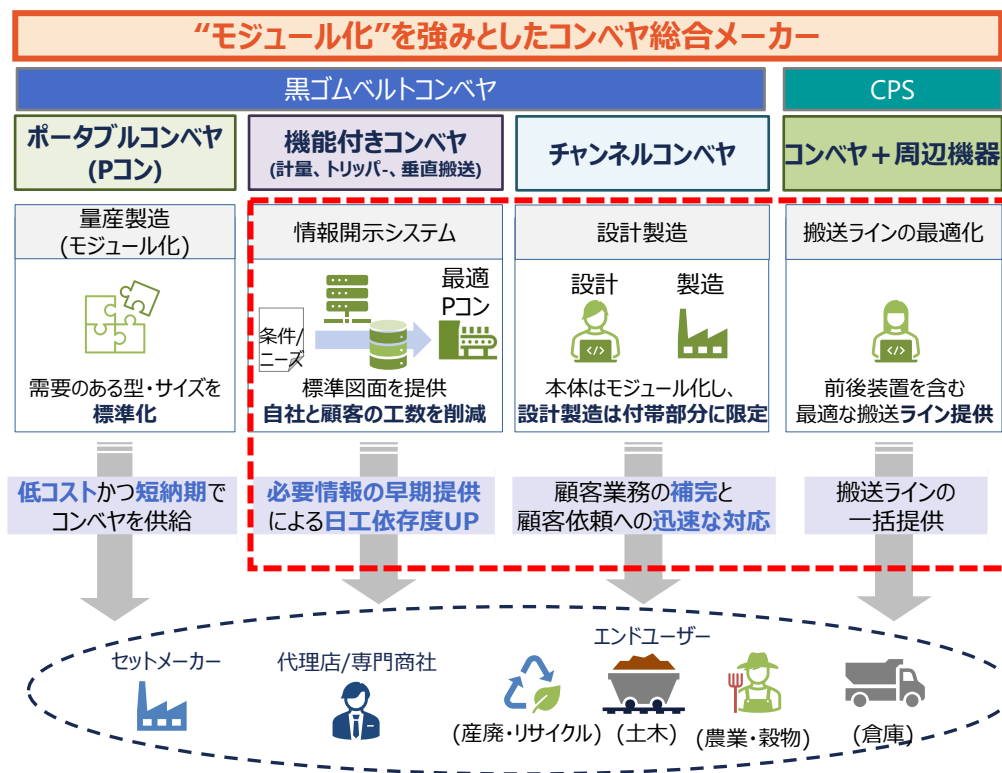 “モジュール化”を強みとしたコンベヤ総合メーカー
黒ゴムベルトコンベヤ
CPS
ポータブルコンベヤ
(Pコン)
機能付きコンベヤ
(計量、トリッパ-、垂直搬送)
チャンネルコンベヤ
コンベヤ+周辺機器
量産製造
(モジュール化)
需要のある型・サイズを
標準化
情報開示システム
条件/
ニーズ
最適
Pコン
標準図面を提供
自社と顧客の工数を削減
設計製造
設計
製造
本体はモジュール化し、
設計製造は付帯部分に限定
搬送ラインの最適化
前後装置を含む
最適な搬送ライン提供
低コストかつ短納期で
コンベヤを供給
必要情報の早期提供
による日工依存度UP
顧客業務の補完と
顧客依頼への迅速な対応
搬送ラインの
一括提供
セットメーカー
代理店/専門商社
エンドユーザー
(産廃・リサイクル)
(土木)
(農業・穀物)
(倉庫)